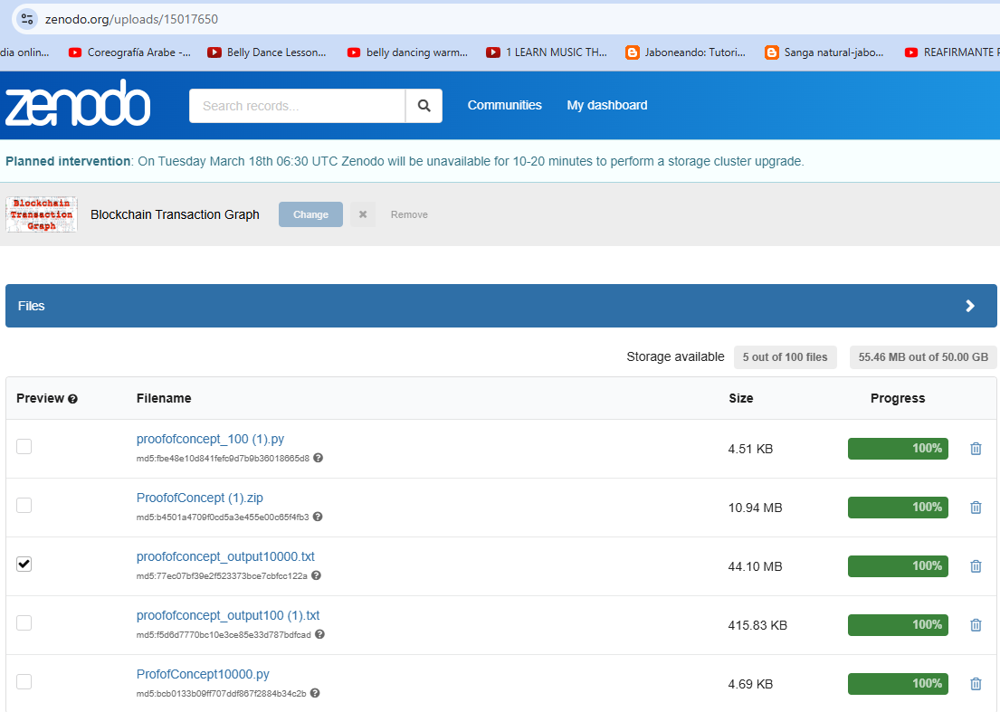 zenodo.org/uploads/15017650
dia onlin... Coreografía Arabe -... Belly Dance Lesson... belly dancing warm... 1 LEARN MUSIC TH... Jaboneando: Tutori... Sanga natural-jabo... REAFIRMANTE
zenodo Search records... Communities My dashboard
Planned intervention: On Tuesday March 18th 06:30 UTC Zenodo will be unavailable for 10-20 minutes to perform a storage cluster upgrade.
Blockchain
Transaction
Graph
Blockchain Transaction Graph Change Remove
Files
Storage available 5 out of 100 files 55.46 MB out of 50.00 GB
Preview Filename Size Progress
proofofconcept_100 (1).py
md5:fbe48e10d841fefc9d7b9b36018665d8
4.51 KB 100%
ProofofConcept (1).zip
md5:b4501a4709f0cd5a3e455e00c65f4fb3
10.94 MB 100%
proofofconcept_output10000.txt
md5:77ec07bf39e2f523373bce7cbfcc122a
44.10 MB 100%
proofofconcept_output100 (1).txt
md5:f5d6d7770bc10e3ce85e33d787bdfcad
415.83 KB 100%
ProfofConcept10000.py
md5:bcb0133b09ff707ddf867f2884b34c2b
4.69 KB 100%